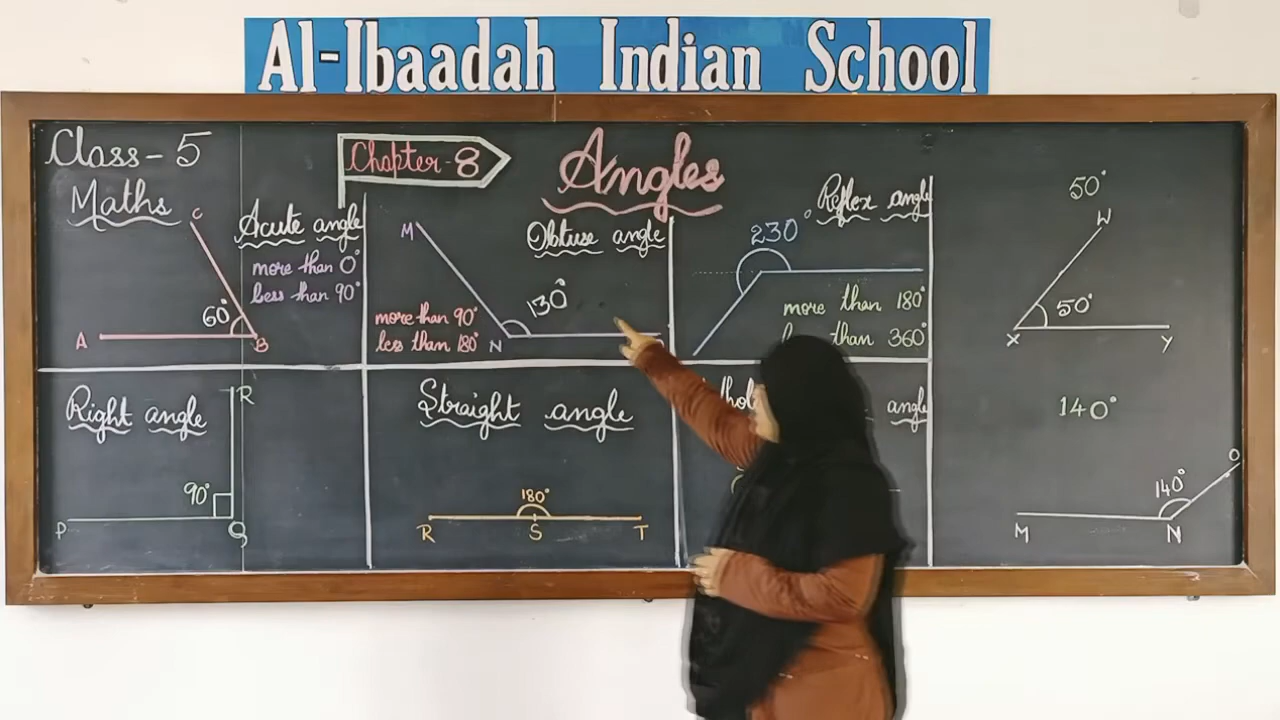 Al-Ibaadah Indian School
Class-5
Maths
Chapter-8
Angles
Acute angle
more than 0°
less than 90°
C
60°
A
B
Obtuse angle
M
130°
more than 90°
less than 180°
N
Reflex angle
230°
more than 180°
than 360°
50°
W
50°
X
Y
Right angle
R
90°
P
Q
Straight angle
180°
R
S
T
angle
140°
O
140°
M
N